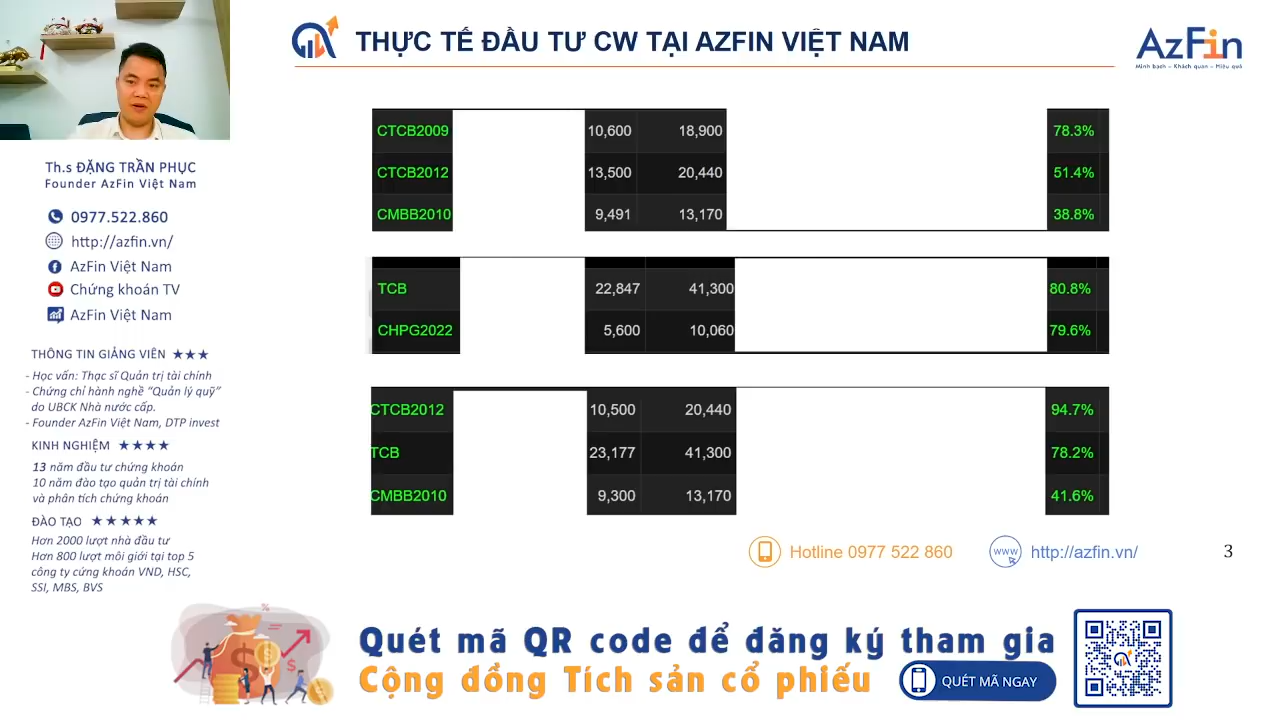 THỰC TẾ ĐẦU TƯ CW TẠI AZFIN VIỆT NAM
AzFin
Minh bạch – Khách quan – Hiệu quả
CTCB2009 10,600 18,900 78.3%
CTCB2012 13,500 20,440 51.4%
CMBB2010 9,491 13,170 38.8%
TCB 22,847 41,300 80.8%
CHPG2022 5,600 10,060 79.6%
CTCB2012 10,500 20,440 94.7%
TCB 23,177 41,300 78.2%
CMBB2010 9,300 13,170 41.6%
Th.s ĐẶNG TRẦN PHỤC
Founder AzFin Việt Nam
0977.522.860
http://azfin.vn/
AzFin Việt Nam
Chứng khoán TV
AzFin Việt Nam
THÔNG TIN GIẢNG VIÊN ★★★
- Học vấn: Thạc sĩ Quản trị tài chính
- Chứng chỉ hành nghề “Quản lý quỹ”
do UBCK Nhà nước cấp.
- Founder AzFin Việt Nam, DTP invest
KINH NGHIỆM ★★★★
13 năm đầu tư chứng khoán
10 năm đào tạo quản trị tài chính
và phân tích chứng khoán
ĐÀO TẠO ★★★★★
Hơn 2000 lượt nhà đầu tư
Hơn 800 lượt môi giới tại top 5
công ty cứng khoán VND, HSC,
SSI, MBS, BVS
Hotline 0977 522 860
www
http://azfin.vn/
3
Quét mã QR code để đăng ký tham gia
Cộng đồng Tích sản cổ phiếu
QUÉT MÃ NGAY